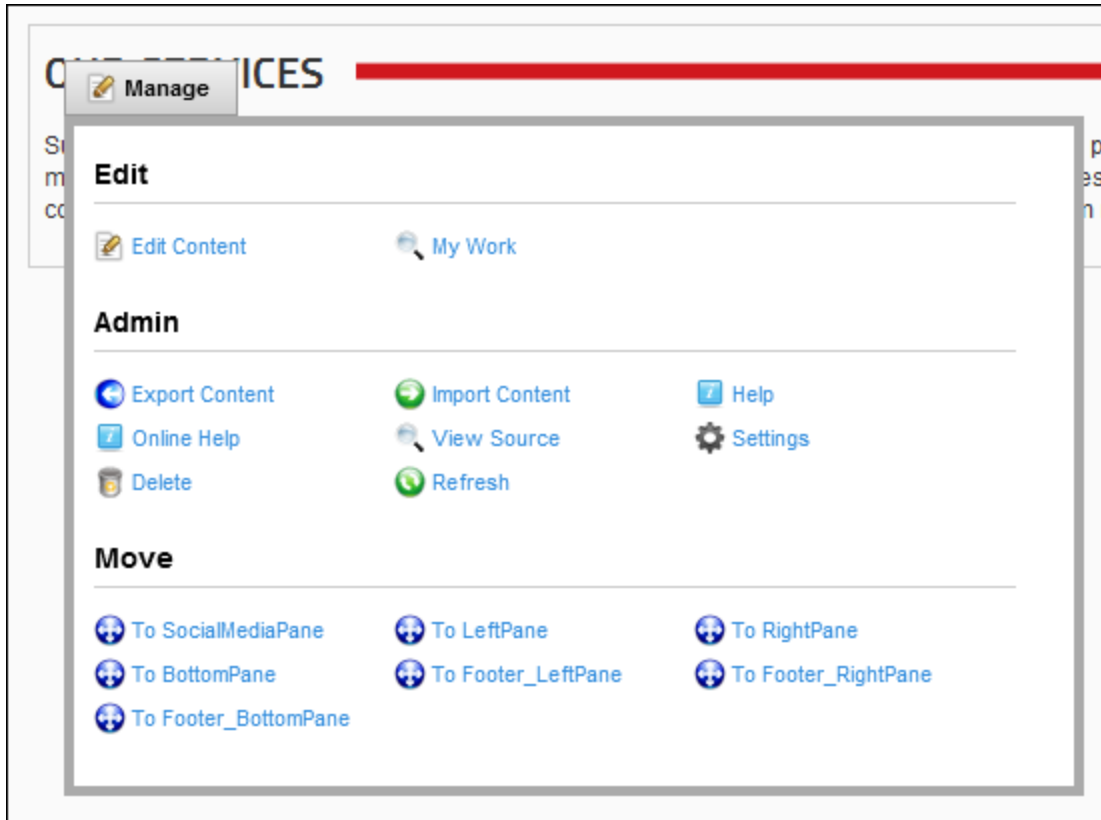 ICES
Manage
Edit
Edit Content My Work
Admin
Export Content Import Content Help
Online Help View Source Settings
Delete Refresh
Move
To SocialMediaPane To LeftPane To RightPane
To BottomPane To Footer_LeftPane To Footer_RightPane
To Footer_BottomPane